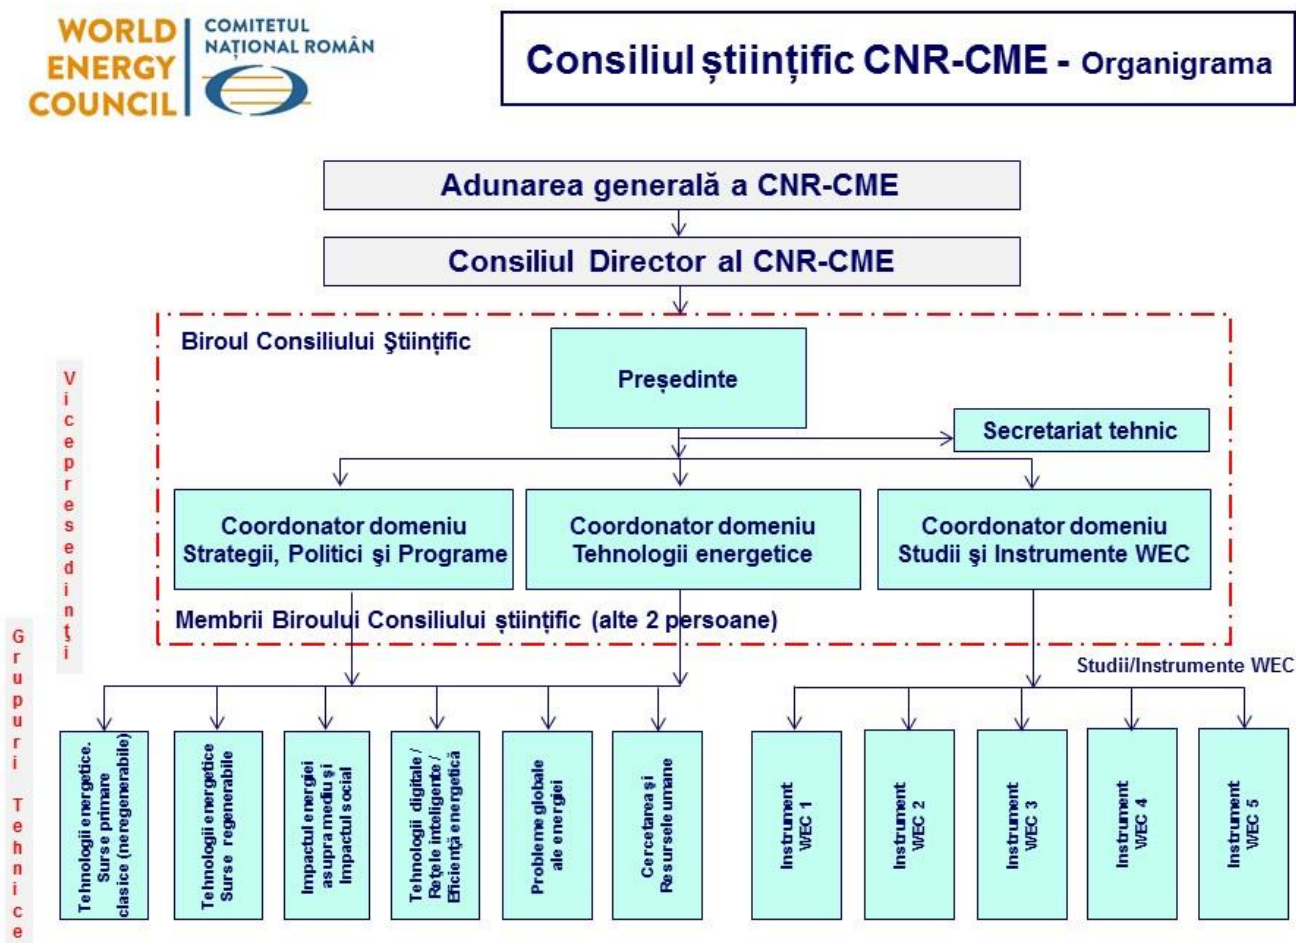 WORLD
ENERGY
COUNCIL
COMITETUL
NAȚIONAL ROMÂN
Consiliul științific CNR-CME - Organigrama
Adunarea generală a CNR-CME
Consiliul Director al CNR-CME
Biroul Consiliului Ştiințific
Președinte
Secretariat tehnic
Vicepresedinţi
Coordonator domeniu
Strategii, Politici şi Programe
Coordonator domeniu
Tehnologii energetice
Coordonator domeniu
Studii şi Instrumente WEC
Membrii Biroului Consiliului științific (alte 2 persoane)
Studii/Instrumente WEC
Grupuri Tehnice
Tehnologii energetice.
Surse primare
clasice (neregenerabile)
Tehnologii energetice
Surse regenerabile
Impactul energiei
asupra mediu şi
Impactul social
Tehnologii digitale /
Rețele inteligente /
Eficiență energetică
Probleme globale
ale energiei
Cercetarea şi
Resursele umane
Instrument
WEC 1
Instrument
WEC 2
Instrument
WEC 3
Instrument
WEC 4
Instrument
WEC 5